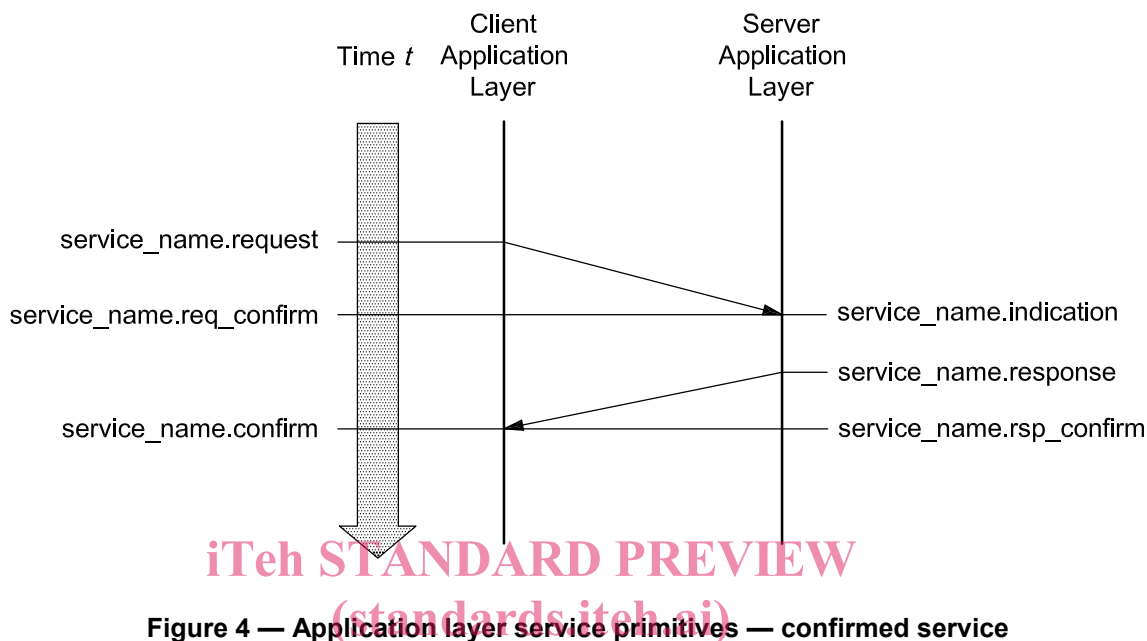 Time t
Client
Application
Layer
Server
Application
Layer
service_name.request
service_name.req_confirm
service_name.indication
service_name.response
service_name.confirm
service_name.rsp_confirm
iTeh STANDARD PREVIEW
(standards.iteh.ai)
Figure 4 — Application layer service primitives — confirmed service